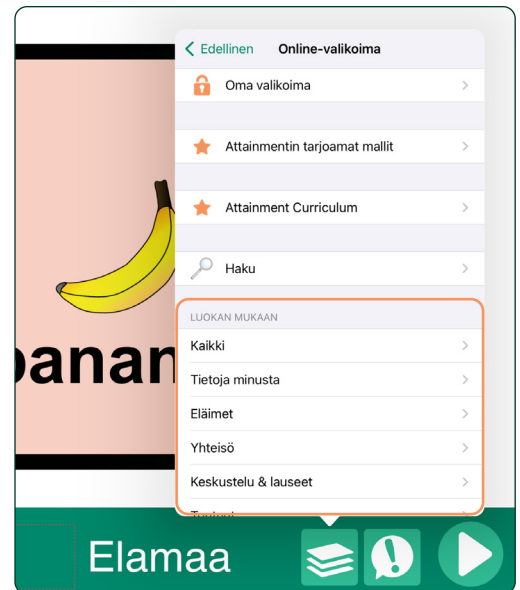 Edellinen Online-valikoima
Oma valikoima
Attainmentin tarjoamat mallit
Attainment Curriculum
Haku
LUOKAN MUKAAN
Kaikki
Tietoja minusta
Eläimet
Yhteisö
Keskustelu & lauseet
banan
Elamaa